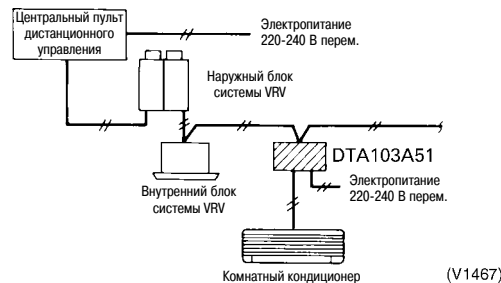 Центральный пульт
дистанционного
управления
Электропитание
220-240 В перем.
Наружный блок
системы VRV
DTA103A51
Внутренний блок
системы VRV
Электропитание
220-240 В перем.
Комнатный кондиционер
(V1467)